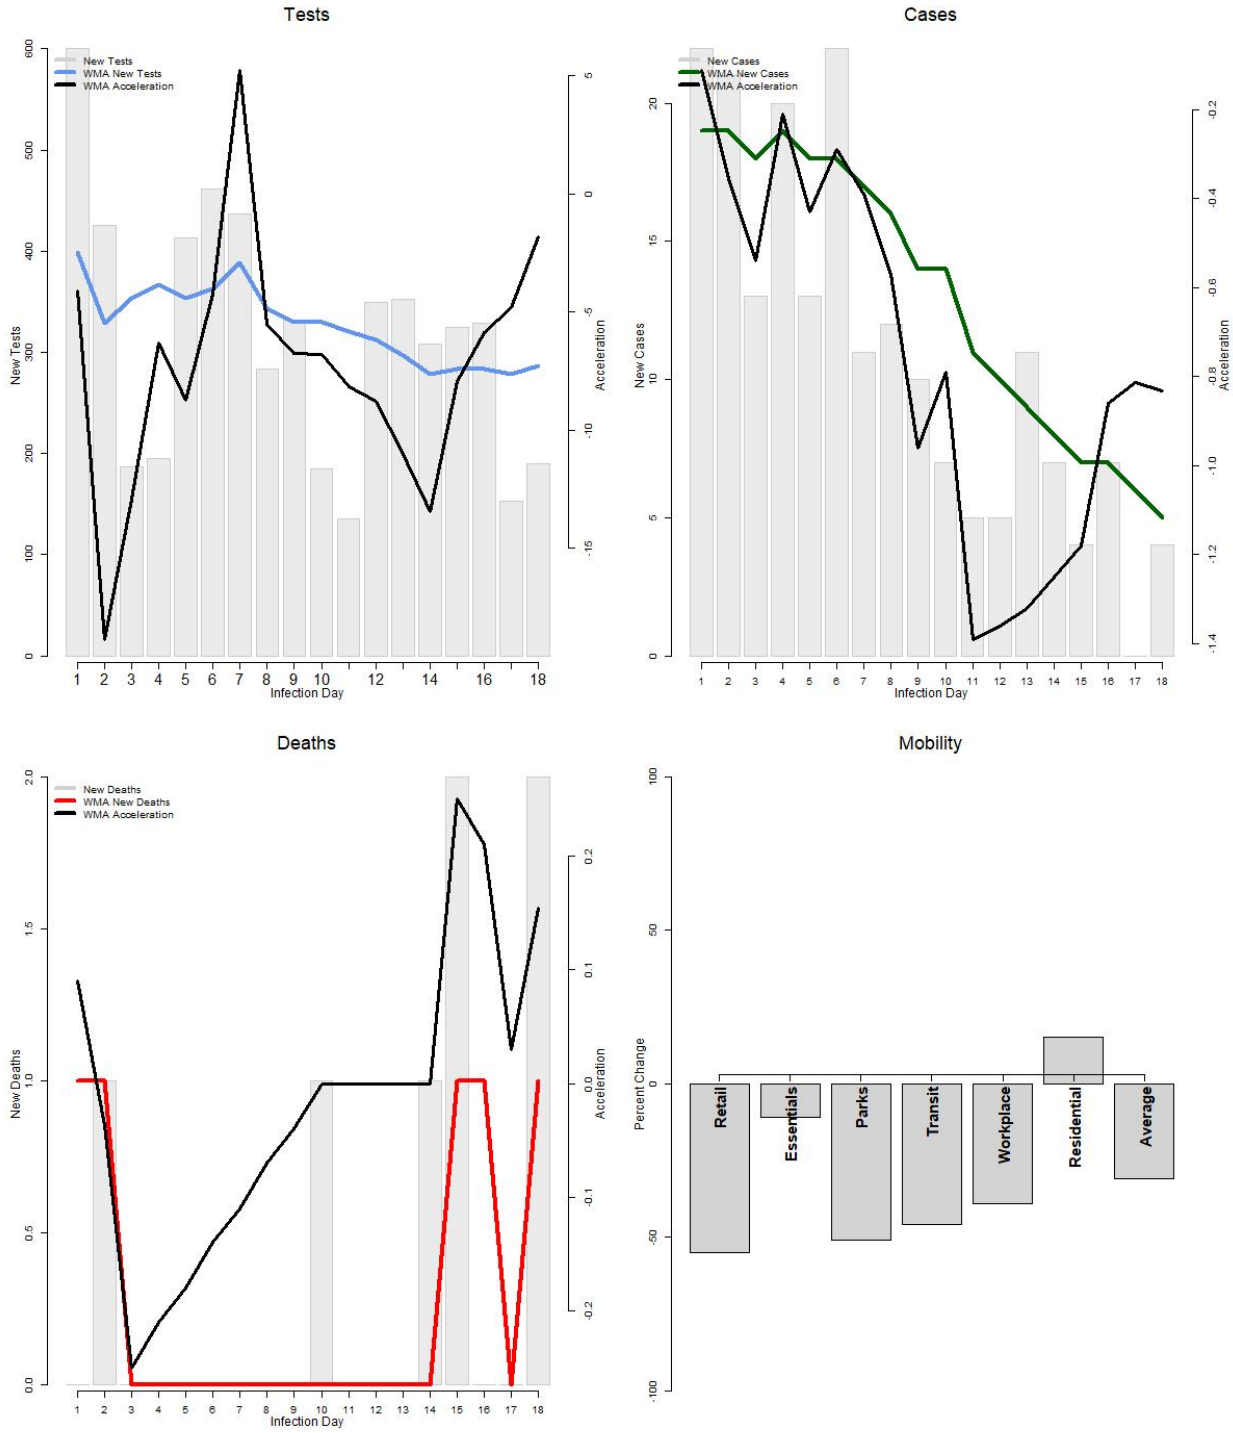 Tests
New Tests
WMA New Tests
WMA Acceleration
New Tests
0 100 200 300 400 500 600
Acceleration
-15 -10 -5 0 5
1 2 3 4 5 6 7 8 9 10 12 14 16 18
Infection Day
Cases
New Cases
WMA New Cases
WMA Acceleration
New Cases
0 5 10 15 20
Acceleration
-1.4 -1.2 -1.0 -0.8 -0.6 -0.4 -0.2
1 2 3 4 5 6 7 8 9 10 11 12 13 14 15 16 17 18
Infection Day
Deaths
New Deaths
WMA New Deaths
WMA Acceleration
New Deaths
0.0 0.5 1.0 1.5 2.0
Acceleration
-0.2 -0.1 0.0 0.1 0.2
1 2 3 4 5 6 7 8 9 10 11 12 13 14 15 16 17 18
Infection Day
Mobility
Percent Change
-100 -50 0 50 100
Retail
Essentials
Parks
Transit
Workplace
Residential
Average